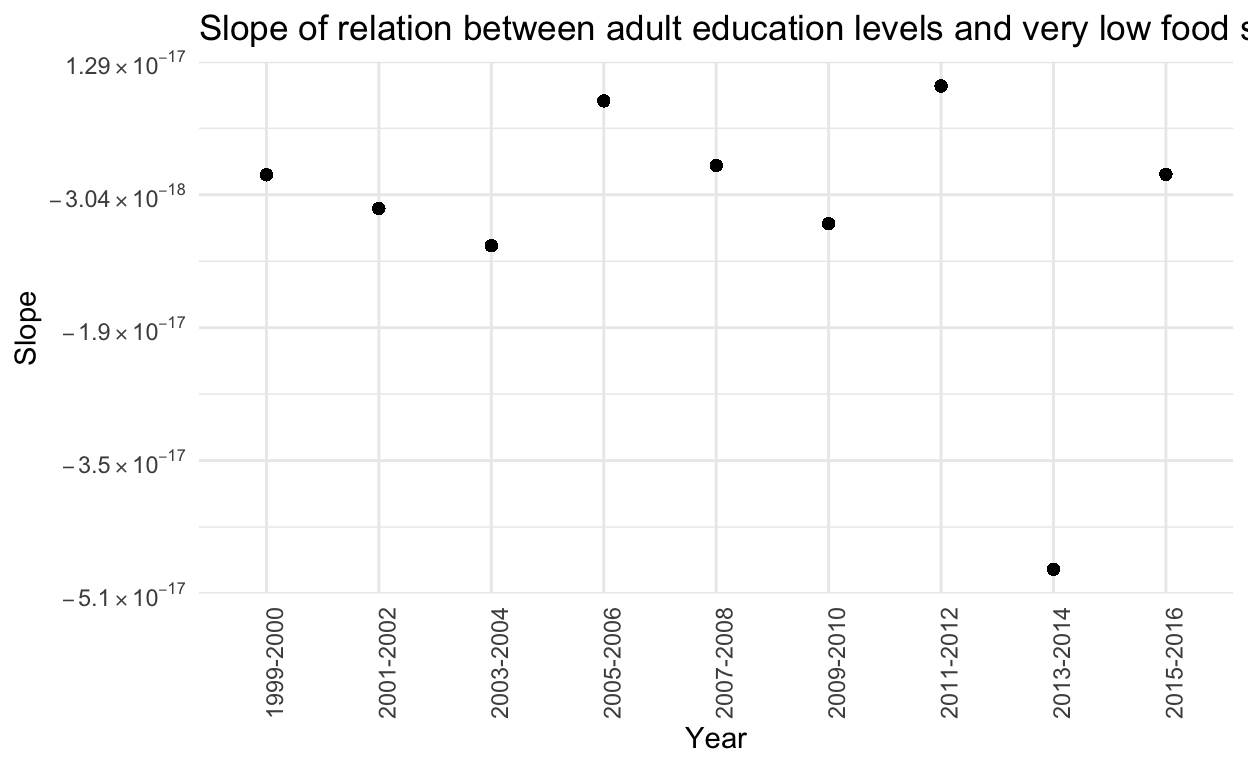 Slope of relation between adult education levels and very low food s
1.29 × 10⁻¹⁷
−3.04 × 10⁻¹⁸
−1.9 × 10⁻¹⁷
−3.5 × 10⁻¹⁷
−5.1 × 10⁻¹⁷
Slope
1999-2000
2001-2002
2003-2004
2005-2006
2007-2008
2009-2010
2011-2012
2013-2014
2015-2016
Year